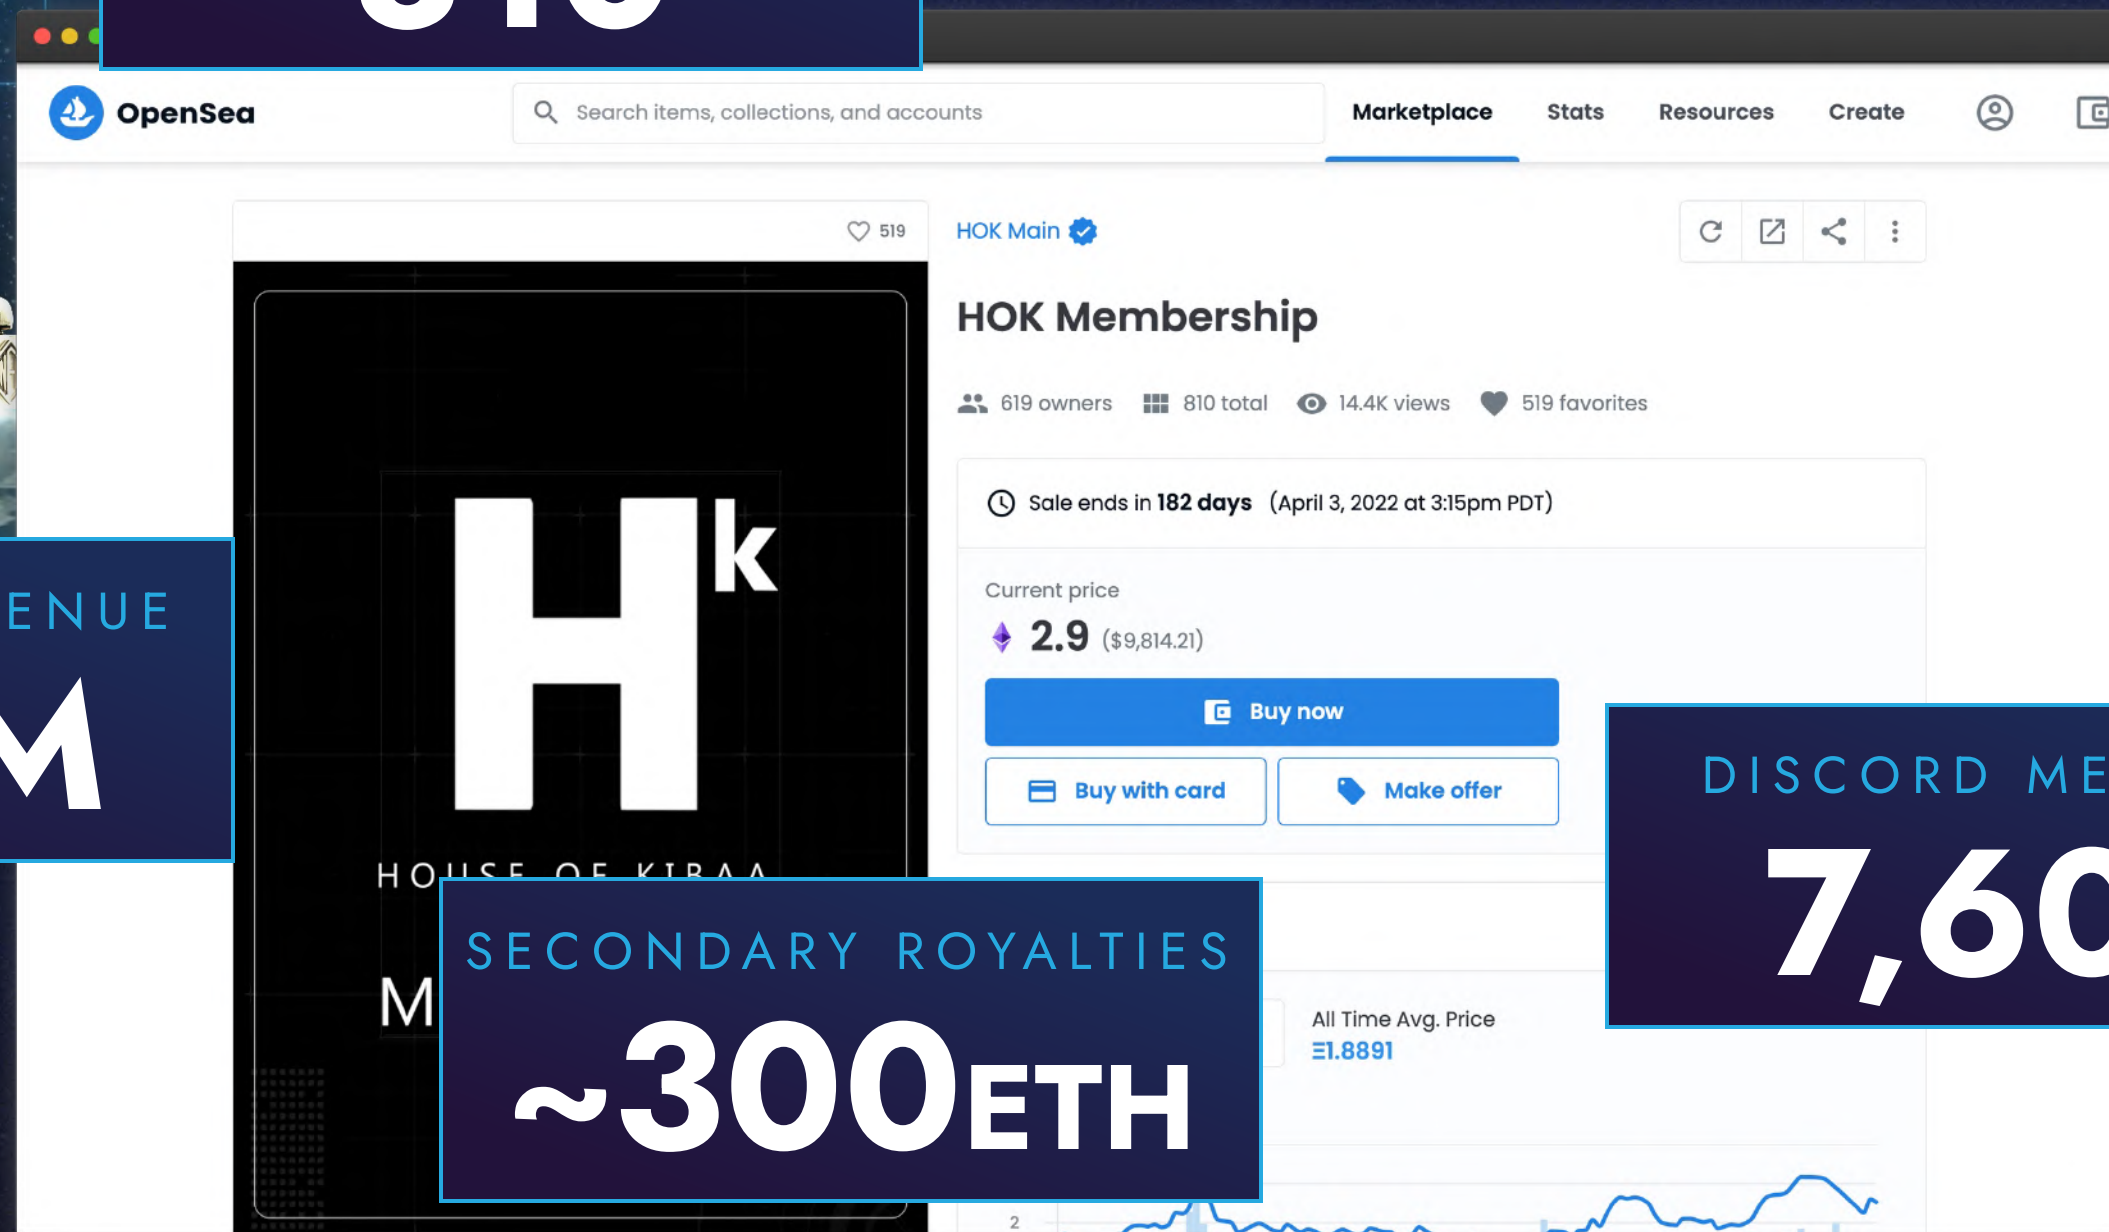 OpenSea
Search items, collections, and accounts
Marketplace
Stats
Resources
Create
519
HOK Main
HOK Membership
619 owners
810 total
14.4K views
519 favorites
Sale ends in 182 days (April 3, 2022 at 3:15pm PDT)
Current price
2.9 ($9,814.21)
Buy now
Buy with card
Make offer
Hk
HOUSE OF KIBAA
M
ENUE
M
DISCORD ME
7,60
SECONDARY ROYALTIES
~300ETH
All Time Avg. Price
Ξ1.8891
2